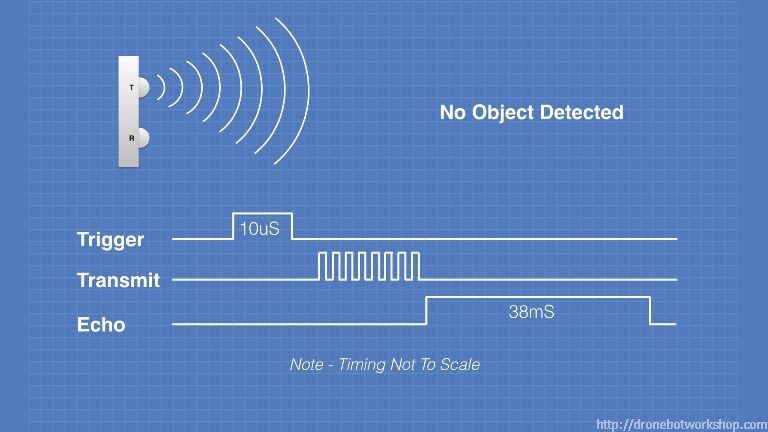 T
No Object Detected
R
Trigger
10uS
Transmit
Echo
38mS
Note - Timing Not To Scale
http://dronebotworkshop.com